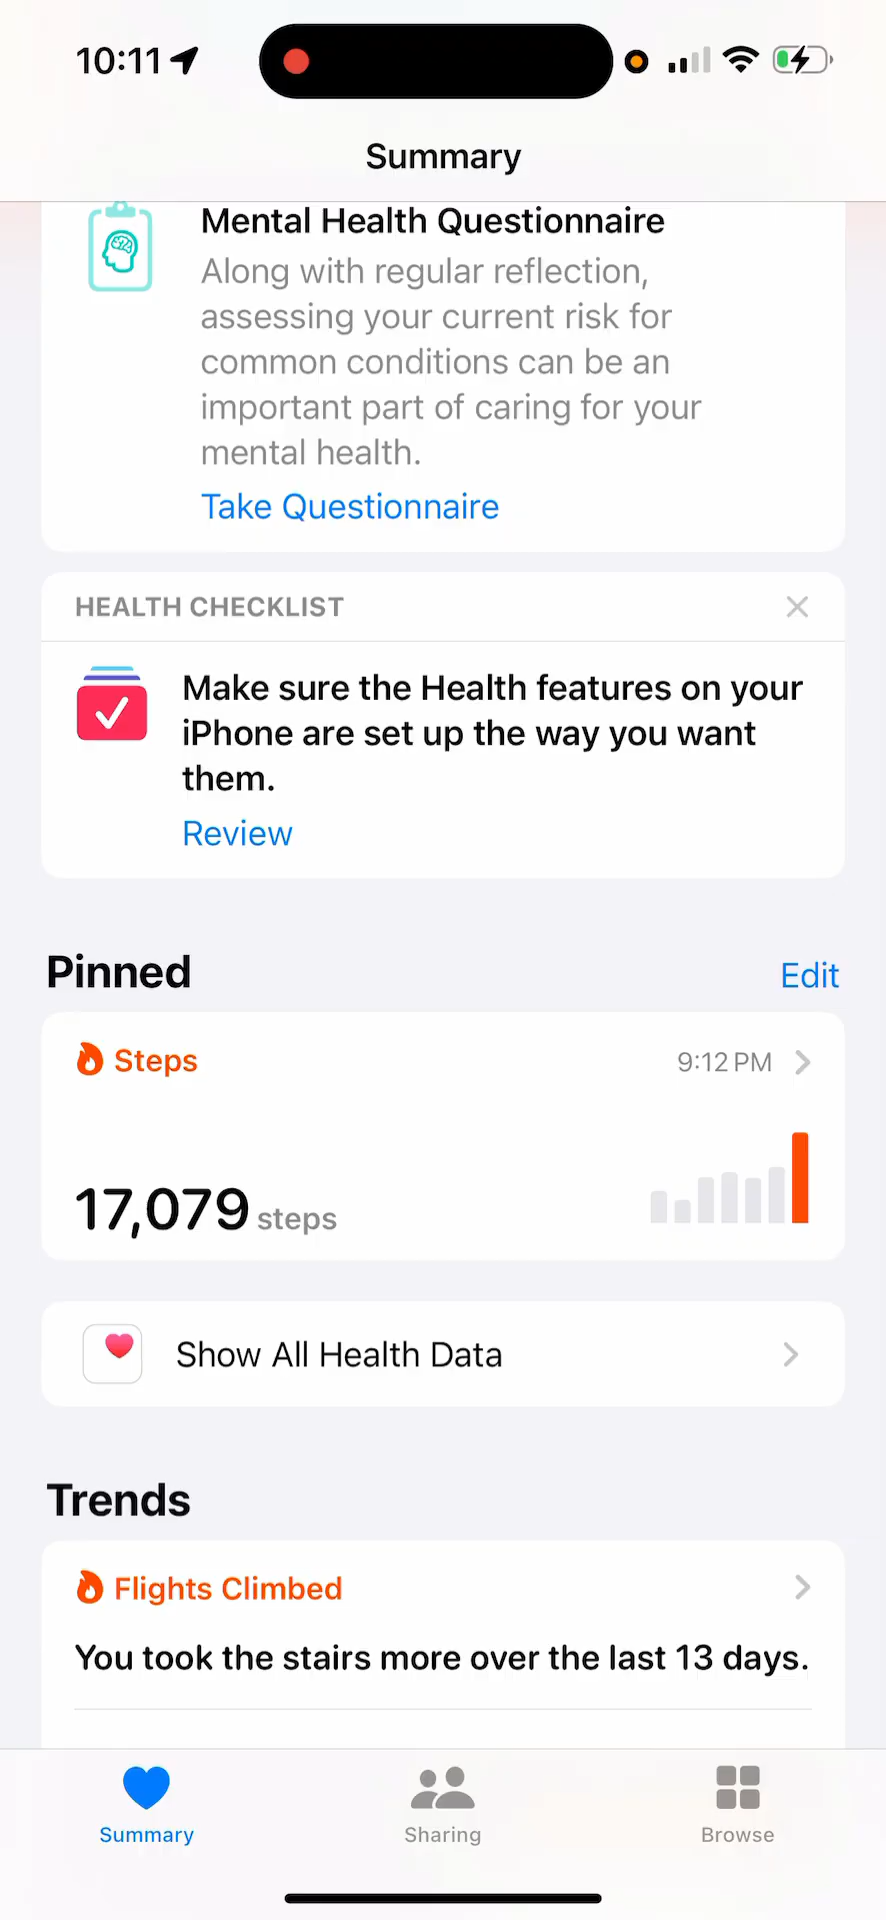 10:11
Summary
Mental Health Questionnaire
Along with regular reflection,
assessing your current risk for
common conditions can be an
important part of caring for your
mental health.
Take Questionnaire
HEALTH CHECKLIST
Make sure the Health features on your
iPhone are set up the way you want
them.
Review
Pinned Edit
Steps 9:12 PM
17,079 steps
Show All Health Data
Trends
Flights Climbed
You took the stairs more over the last 13 days.
Summary Sharing Browse